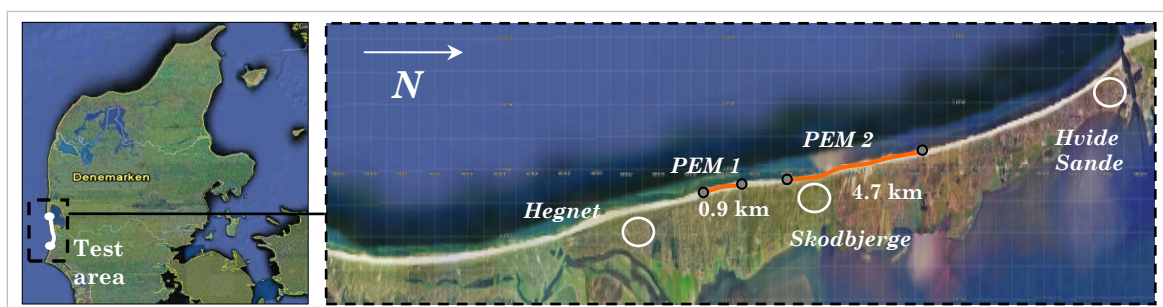 Denemarken
Test
area
N
PEM 1
0.9 km
PEM 2
4.7 km
Hegnet
Skodbjerge
Hvide
Sande